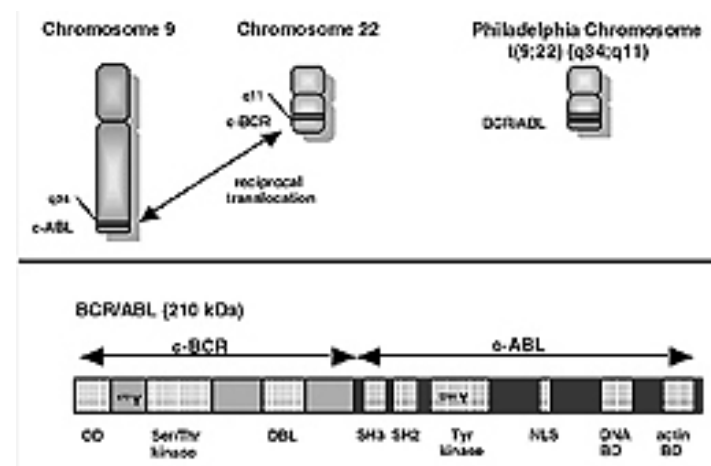 Chromosome 9
Chromosome 22
Philadelphia Chromosome
t(9;22) (q34;q11)
q11
c-BCR
BCR/ABL
reciprocal
translocation
q34
c-ABL
BCR/ABL (210 kDa)
c-BCR
c-ABL
Ser/Thr
kinase
DBL
SH3
SH2
Tyr
kinase
NLS
DNA
BD
actin
BD